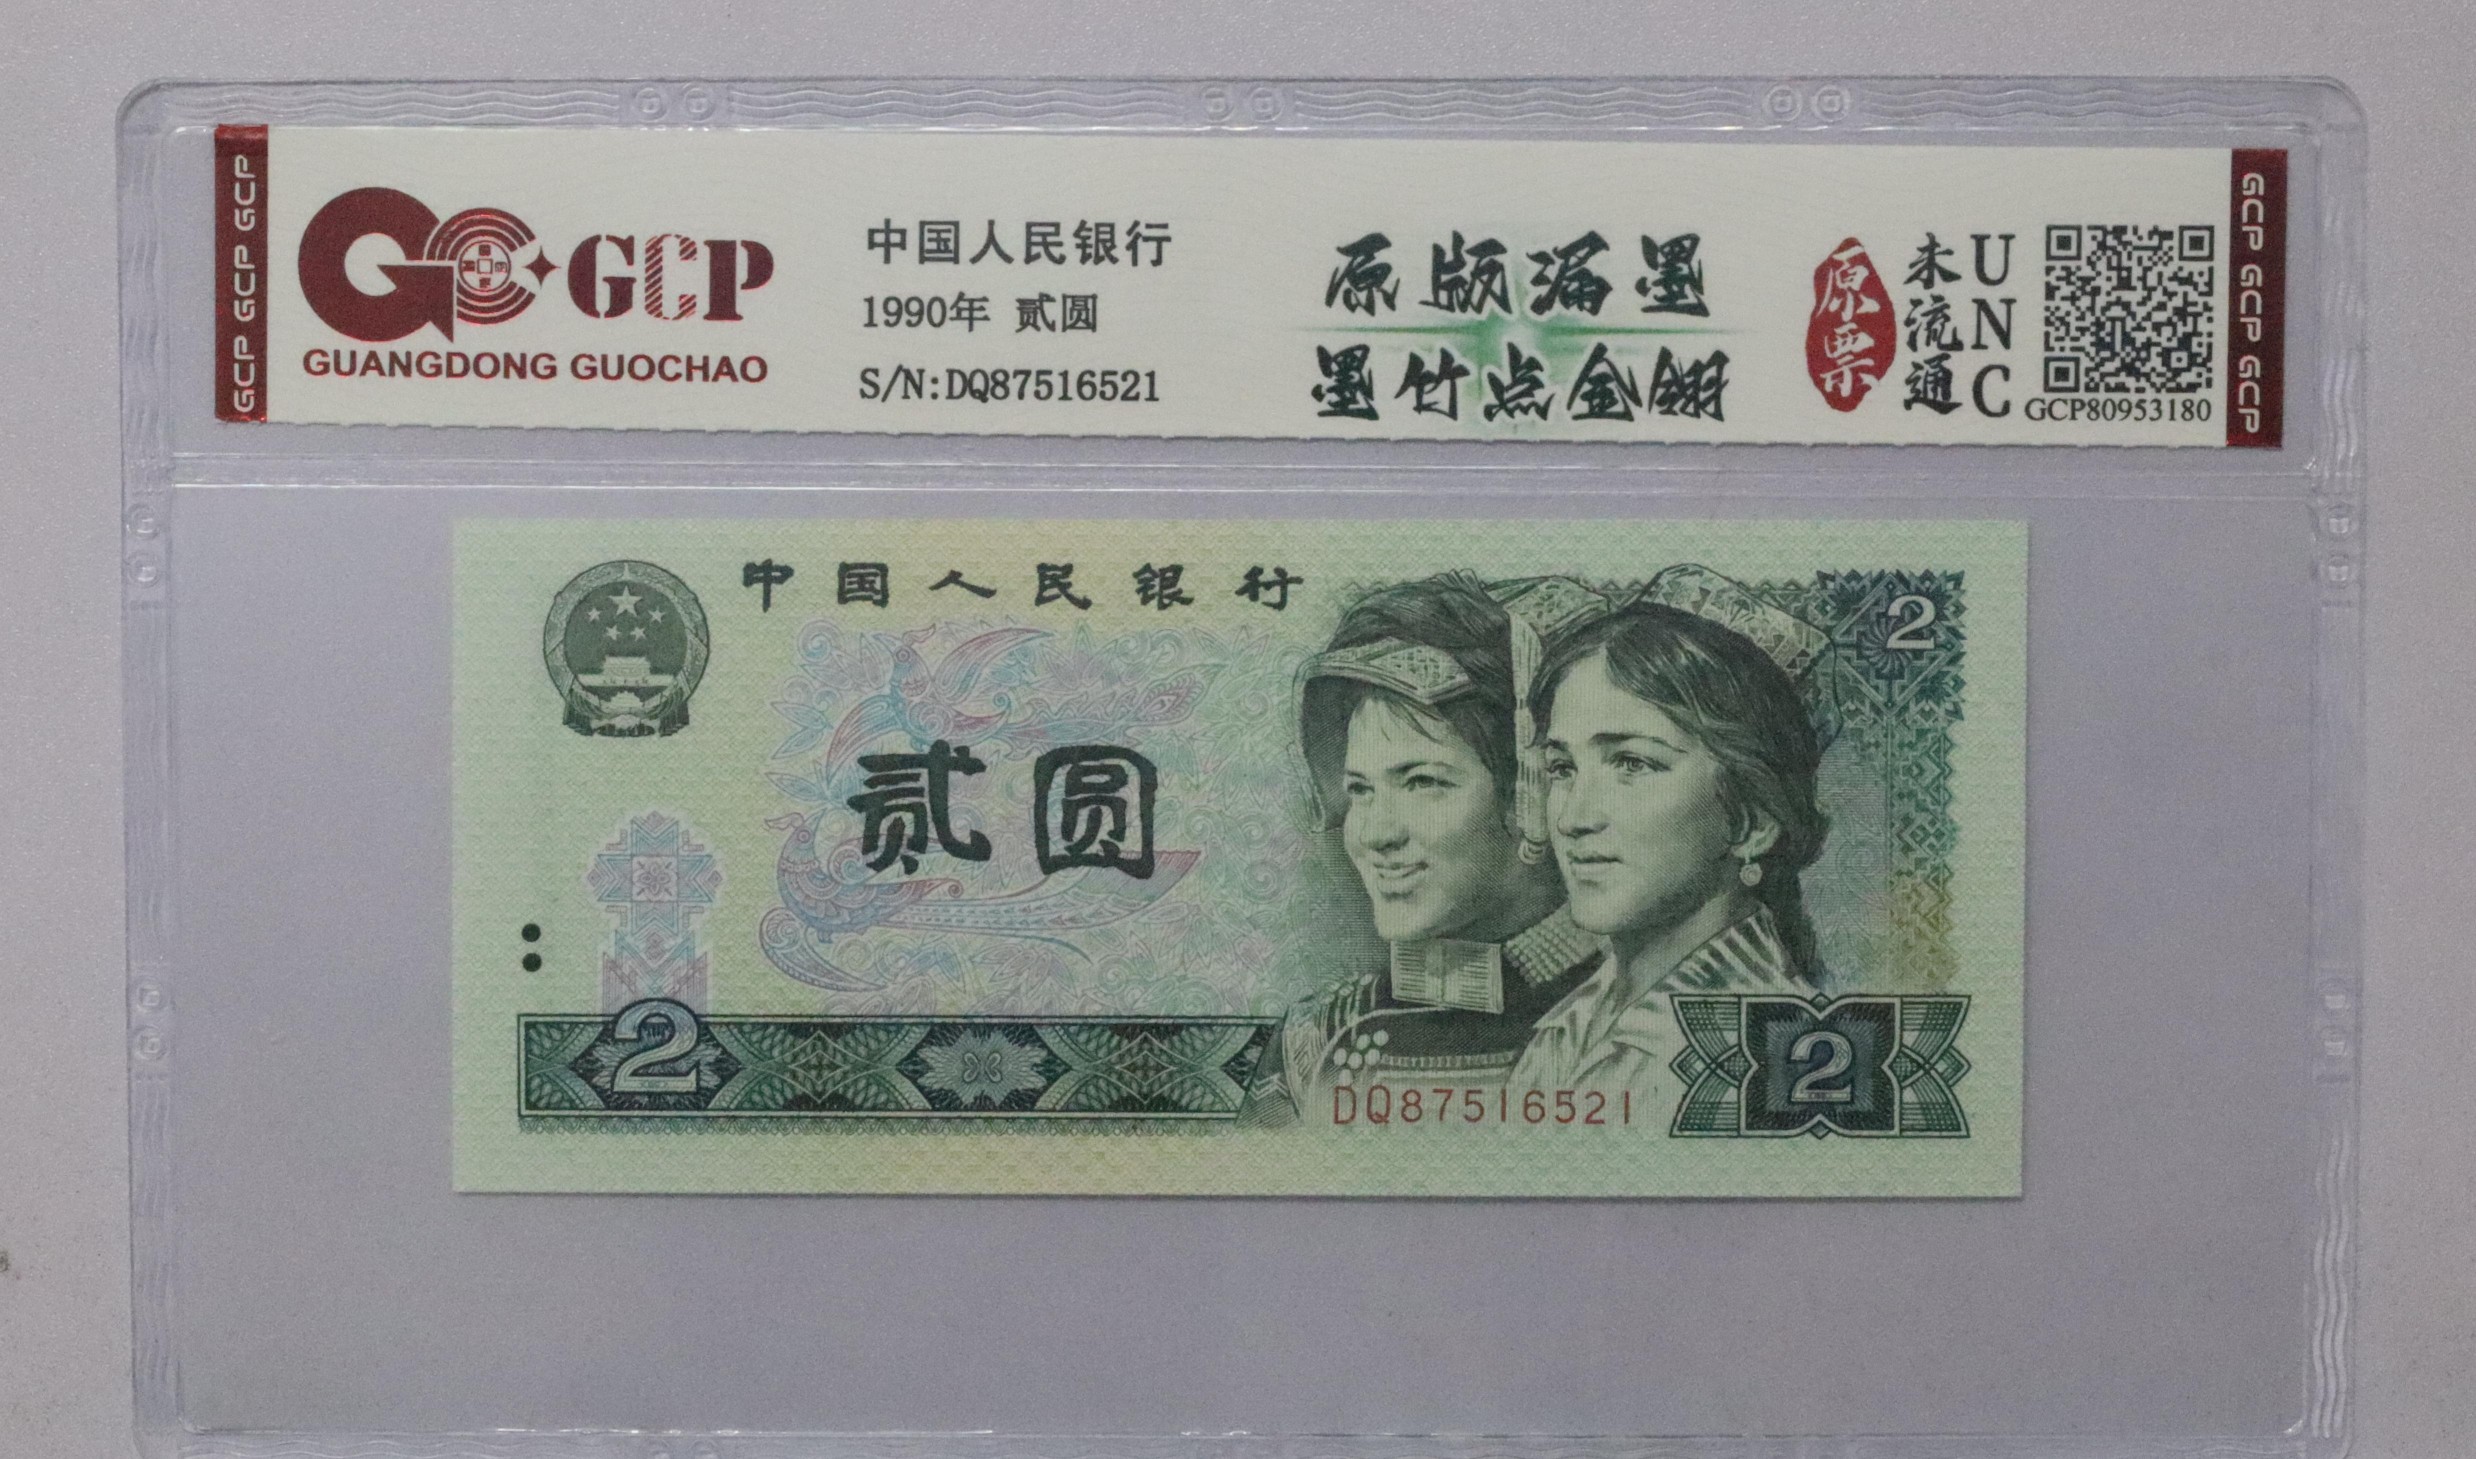 GCP GCP GCP
GCP
GUANGDONG GUOCHAO
中国人民银行
1990年 贰圆
S/N:DQ87516521
原版漏墨
墨竹点金翎
原票
未流通
UNC
GCP80953180
GCP GCP GCP
中国人民银行
2
贰圆
2
DQ87516521
2